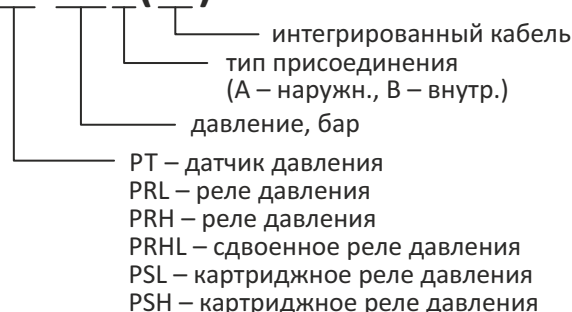 интегрированный кабель
тип присоединения
(А – наружн., В – внутр.)
давление, бар
PT – датчик давления
PRL – реле давления
PRH – реле давления
PRHL – сдвоенное реле давления
PSL – картриджное реле давления
PSH – картриджное реле давления